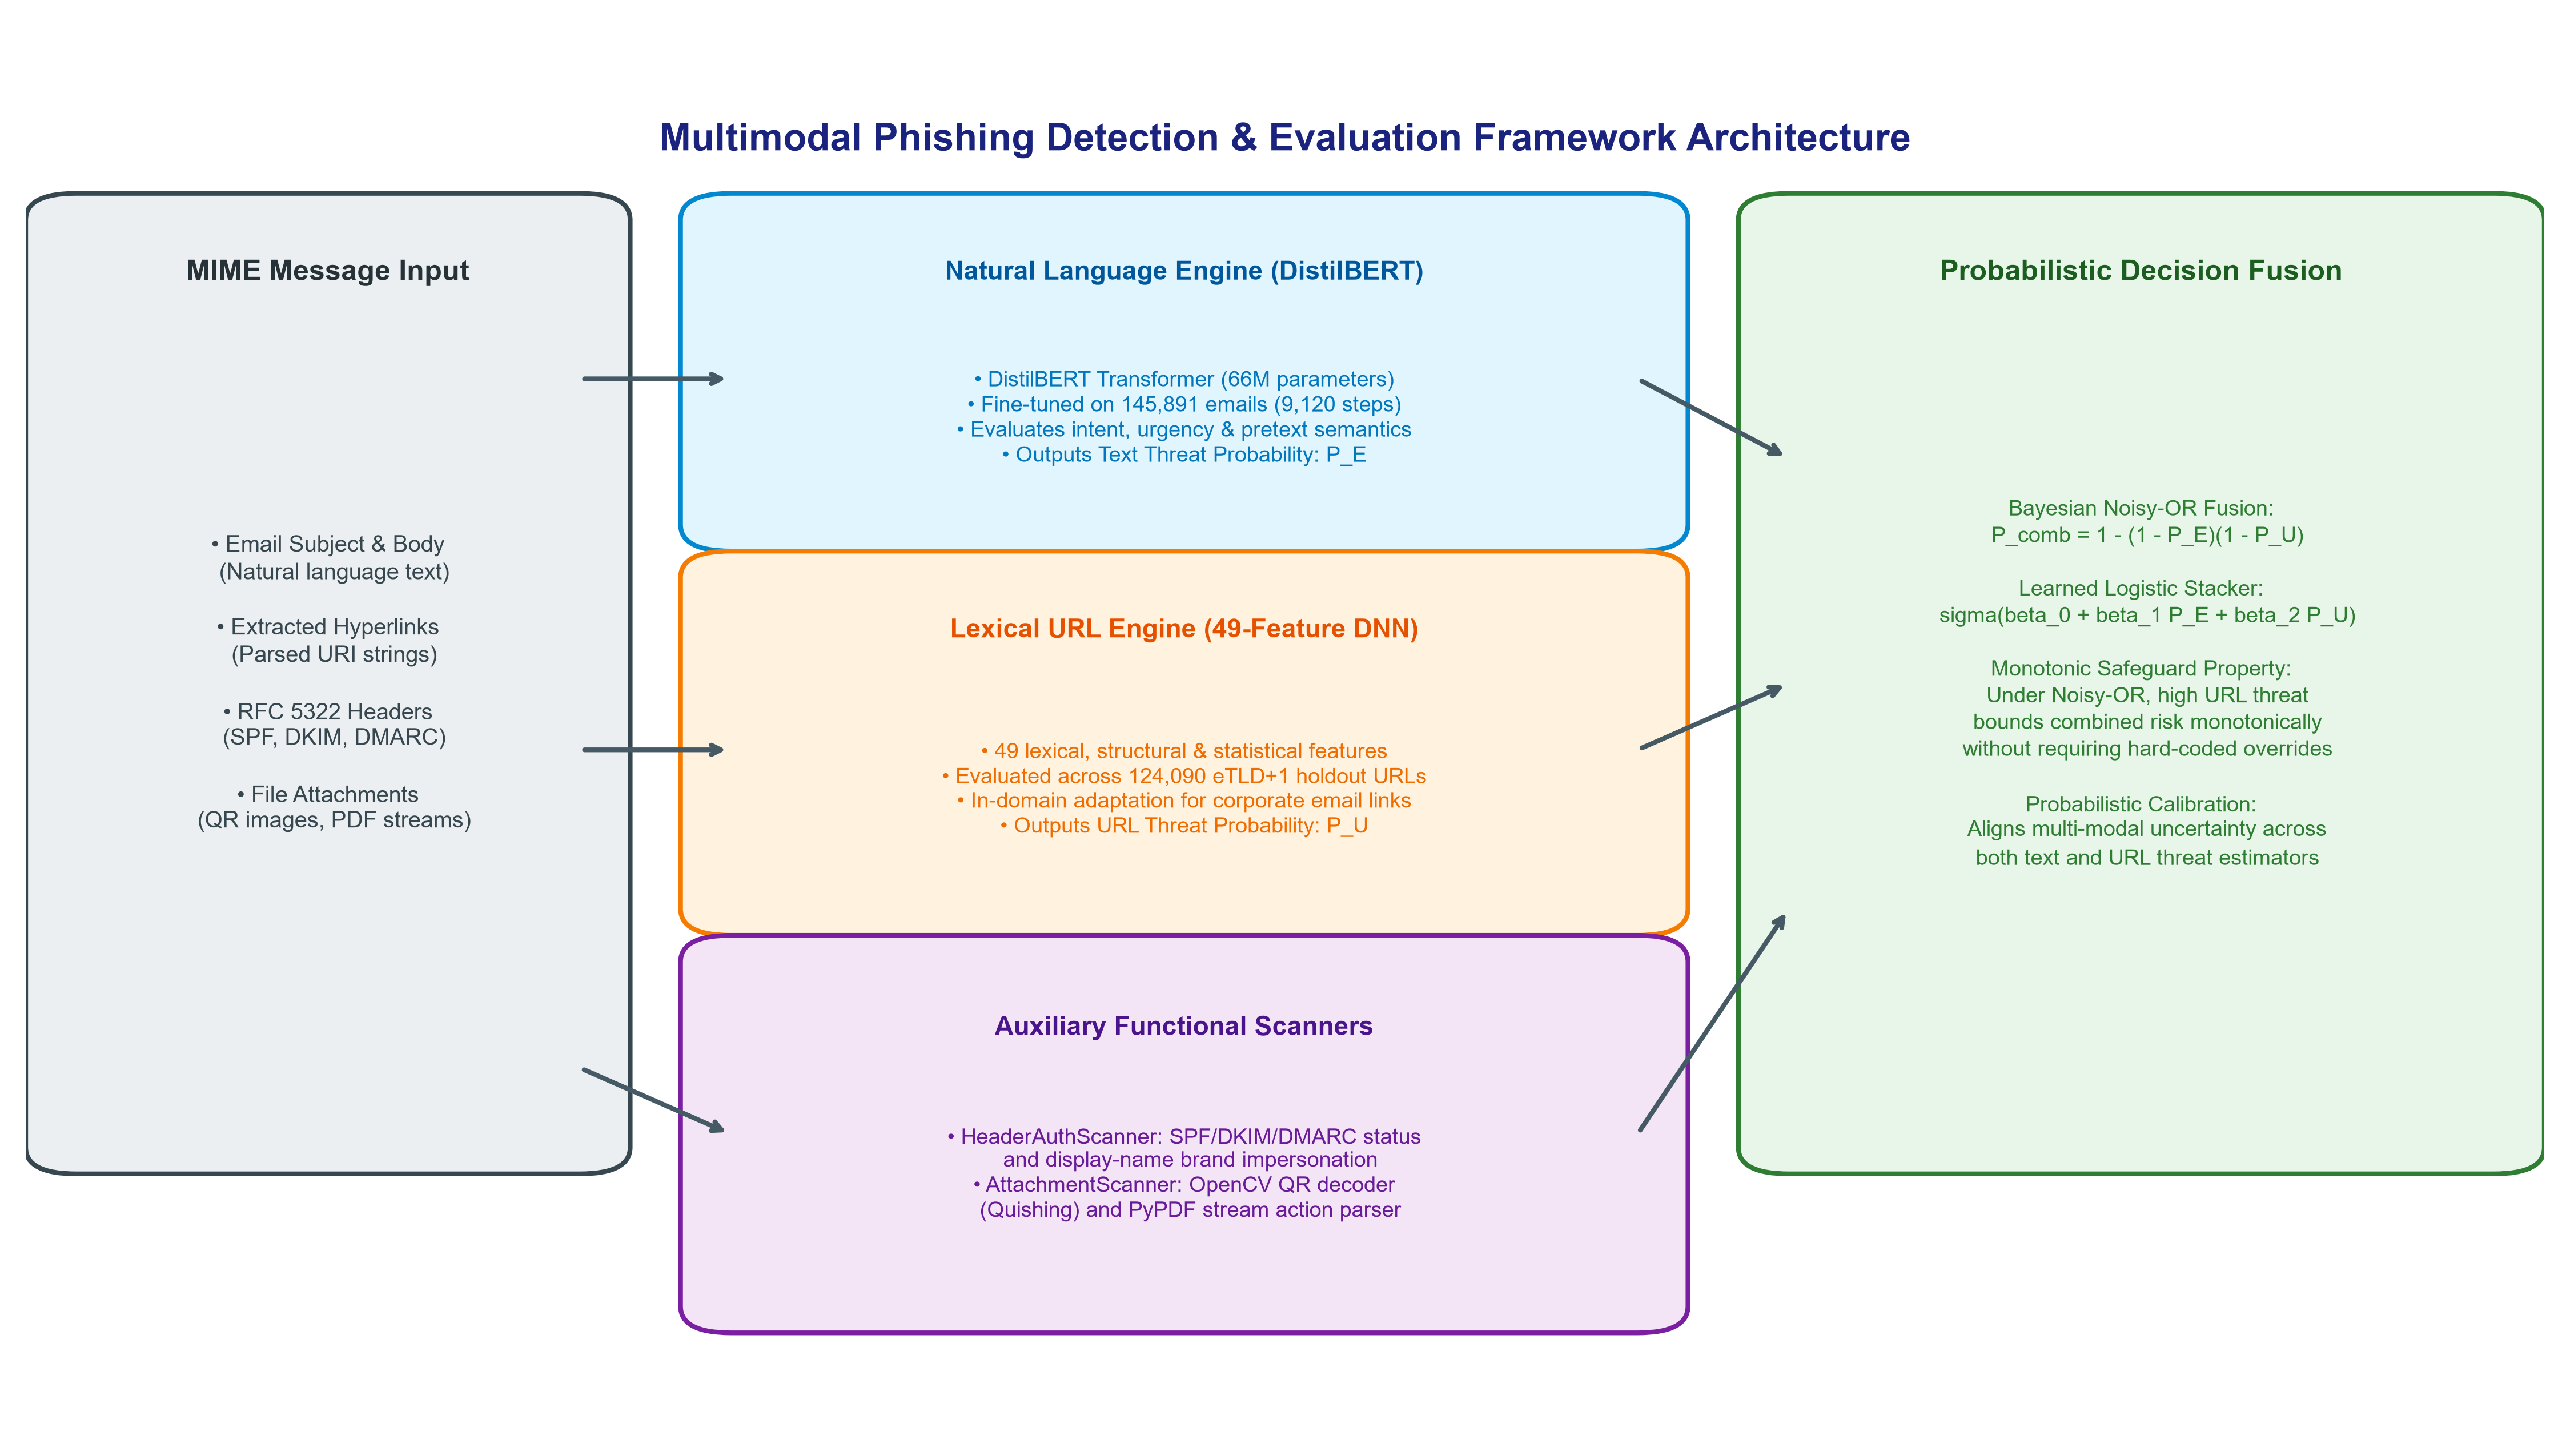 Multimodal Phishing Detection & Evaluation Framework Architecture
MIME Message Input
• Email Subject & Body
(Natural language text)
• Extracted Hyperlinks
(Parsed URI strings)
• RFC 5322 Headers
(SPF, DKIM, DMARC)
• File Attachments
(QR images, PDF streams)
Natural Language Engine (DistilBERT)
• DistilBERT Transformer (66M parameters)
• Fine-tuned on 145,891 emails (9,120 steps)
• Evaluates intent, urgency & pretext semantics
• Outputs Text Threat Probability: P_E
Lexical URL Engine (49-Feature DNN)
• 49 lexical, structural & statistical features
• Evaluated across 124,090 eTLD+1 holdout URLs
• In-domain adaptation for corporate email links
• Outputs URL Threat Probability: P_U
Auxiliary Functional Scanners
• HeaderAuthScanner: SPF/DKIM/DMARC status
and display-name brand impersonation
• AttachmentScanner: OpenCV QR decoder
(Quishing) and PyPDF stream action parser
Probabilistic Decision Fusion
Bayesian Noisy-OR Fusion:
P_comb = 1 - (1 - P_E)(1 - P_U)
Learned Logistic Stacker:
sigma(beta_0 + beta_1 P_E + beta_2 P_U)
Monotonic Safeguard Property:
Under Noisy-OR, high URL threat
bounds combined risk monotonically
without requiring hard-coded overrides
Probabilistic Calibration:
Aligns multi-modal uncertainty across
both text and URL threat estimators